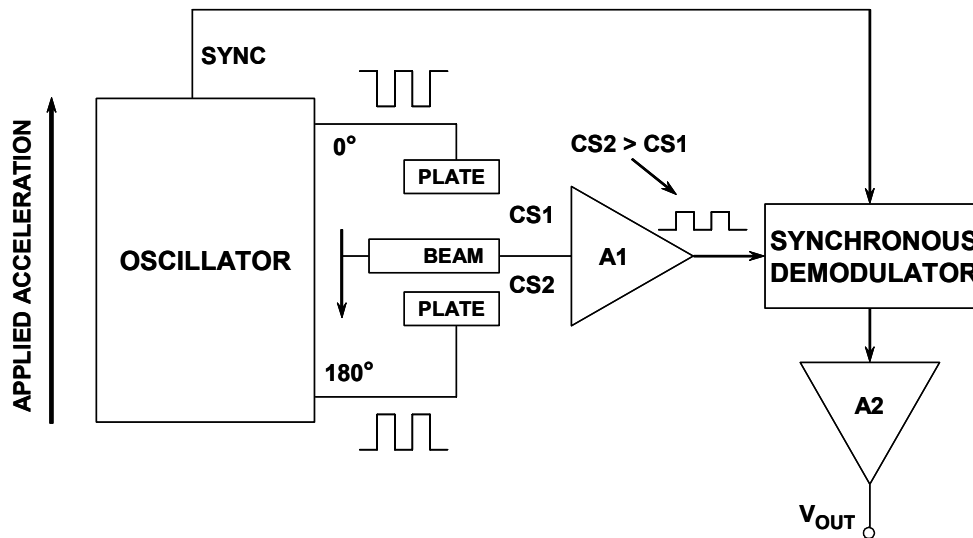 SYNC
APPLIED ACCELERATION
OSCILLATOR
0°
PLATE
CS1
BEAM
CS2
PLATE
180°
CS2 > CS1
A1
SYNCHRONOUS
DEMODULATOR
A2
VOUT